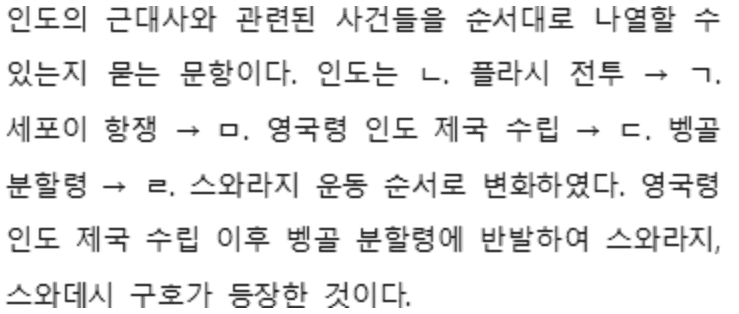 인도의 근대사와 관련된 사건들을 순서대로 나열할 수
있는지 묻는 문항이다. 인도는 ㄴ. 플라시 전투 → ㄱ.
세포이 항쟁 → ㅁ. 영국령 인도 제국 수립 → ㄷ. 벵골
분할령 → ㄹ. 스와라지 운동 순서로 변화하였다. 영국령
인도 제국 수립 이후 벵골 분할령에 반발하여 스와라지,
스와데시 구호가 등장한 것이다.